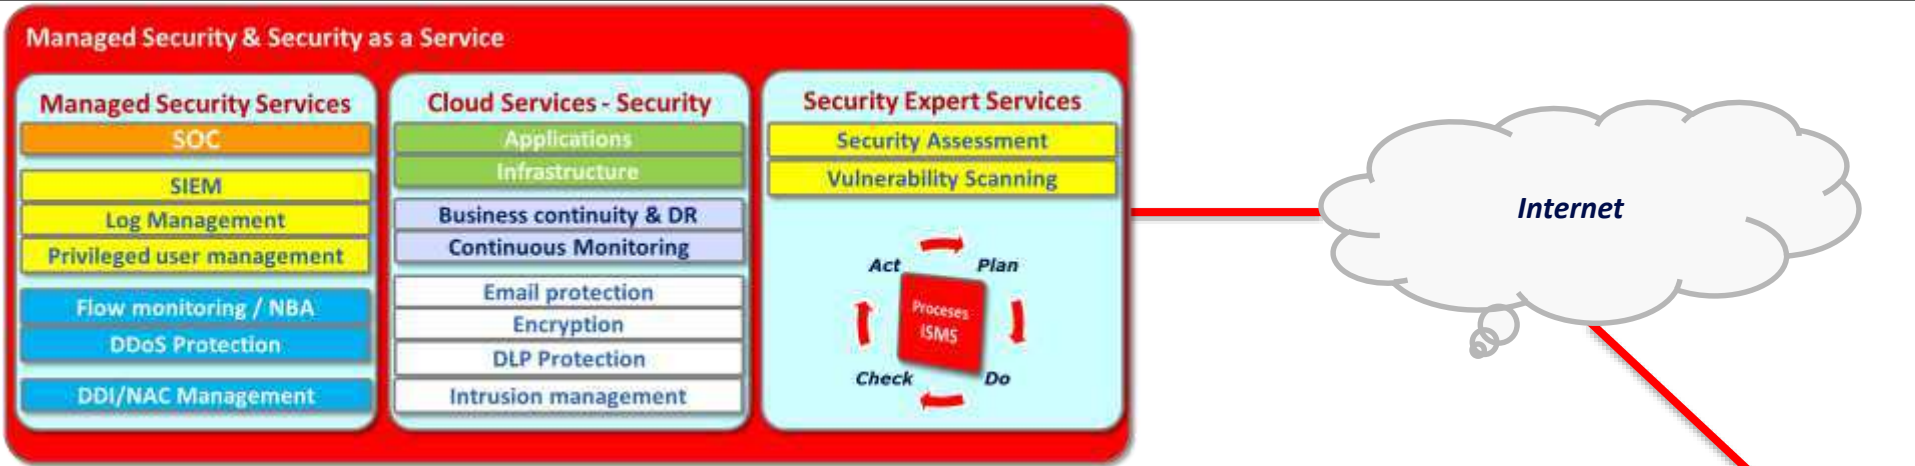 Managed Security & Security as a Service
Managed Security Services
SOC
SIEM
Log Management
Privileged user management
Flow monitoring / NBA
DDoS Protection
DDI/NAC Management
Cloud Services - Security
Applications
Infrastructure
Business continuity & DR
Continuous Monitoring
Email protection
Encryption
DLP Protection
Intrusion management
Security Expert Services
Security Assessment
Vulnerability Scanning
Act
Plan
Proceses
ISMS
Check
Do
Internet